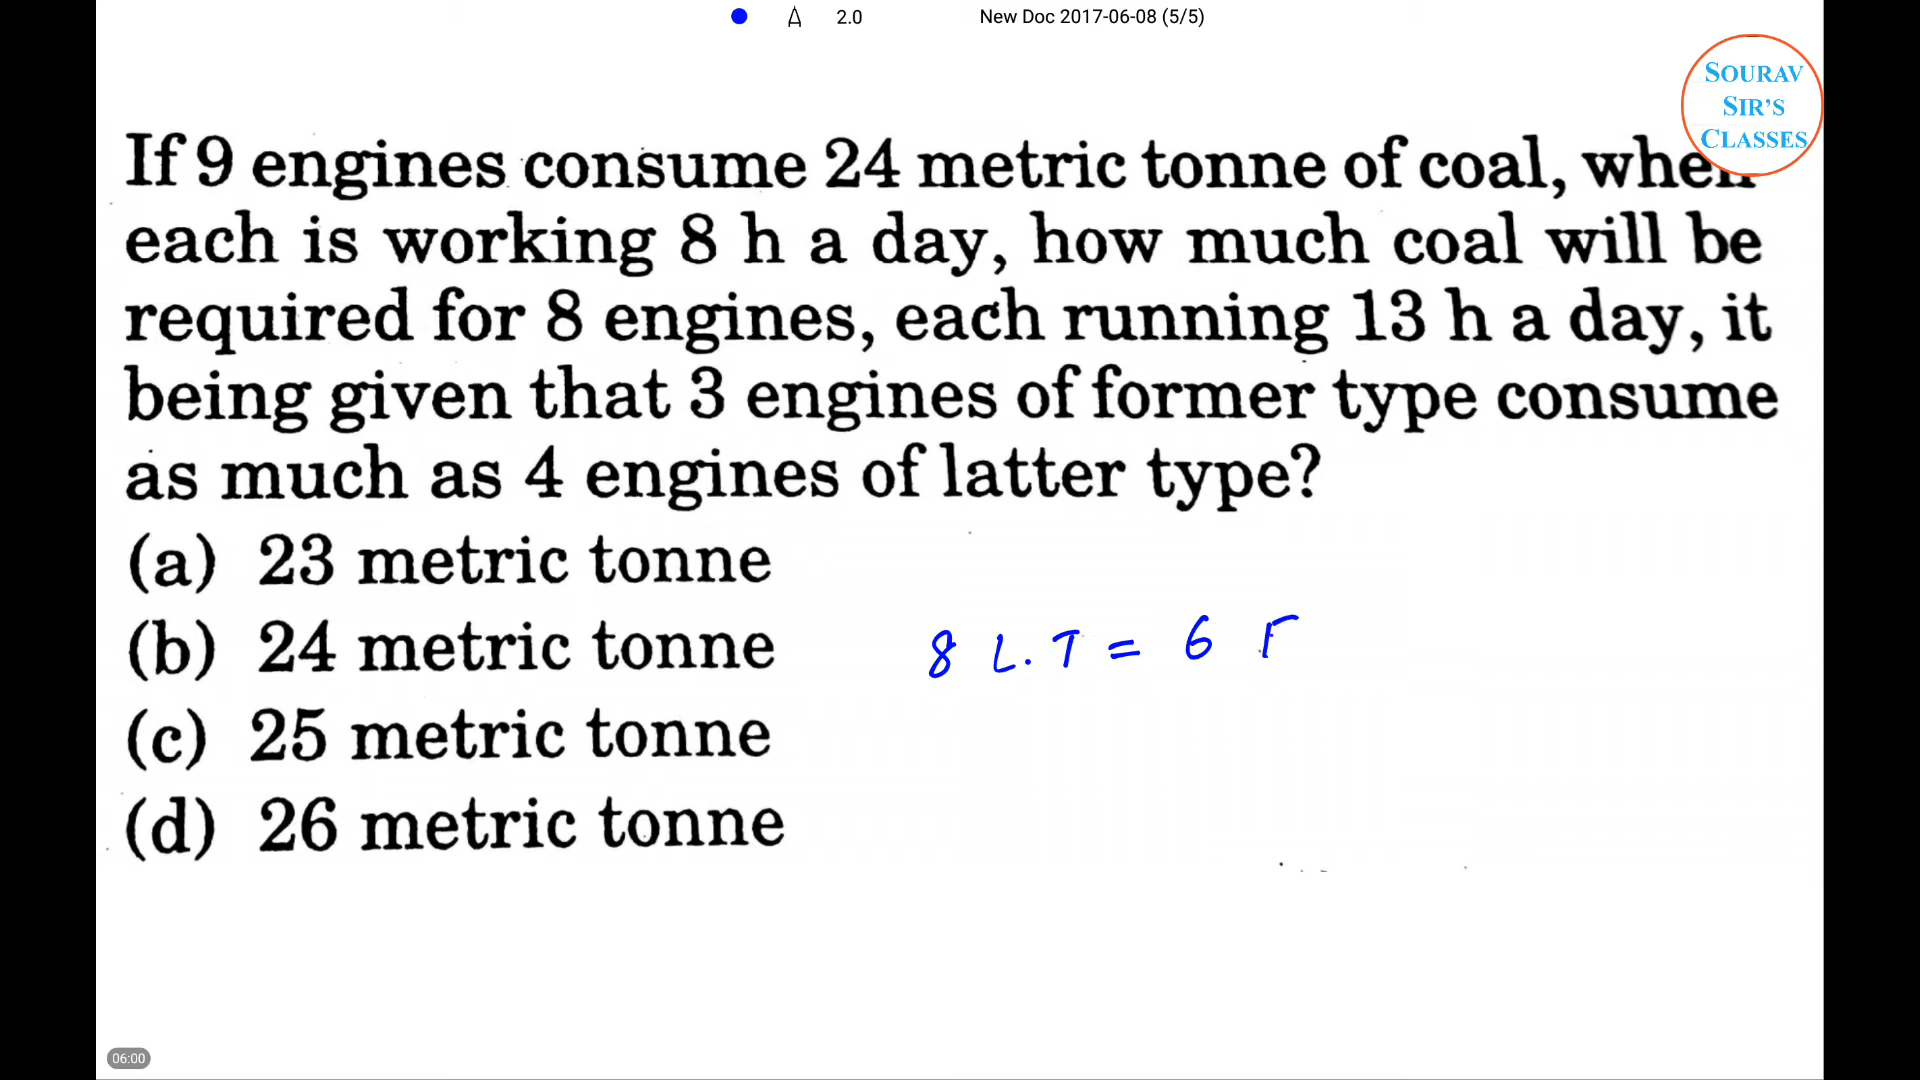 A 2.0 New Doc 2017-06-08 (5/5)
SOURAV
SIR'S
CLASSES
If 9 engines consume 24 metric tonne of coal, when
each is working 8 h a day, how much coal will be
required for 8 engines, each running 13 h a day, it
being given that 3 engines of former type consume
as much as 4 engines of latter type?
(a) 23 metric tonne
(b) 24 metric tonne
8 L.T = 6 F
(c) 25 metric tonne
(d) 26 metric tonne
06:00